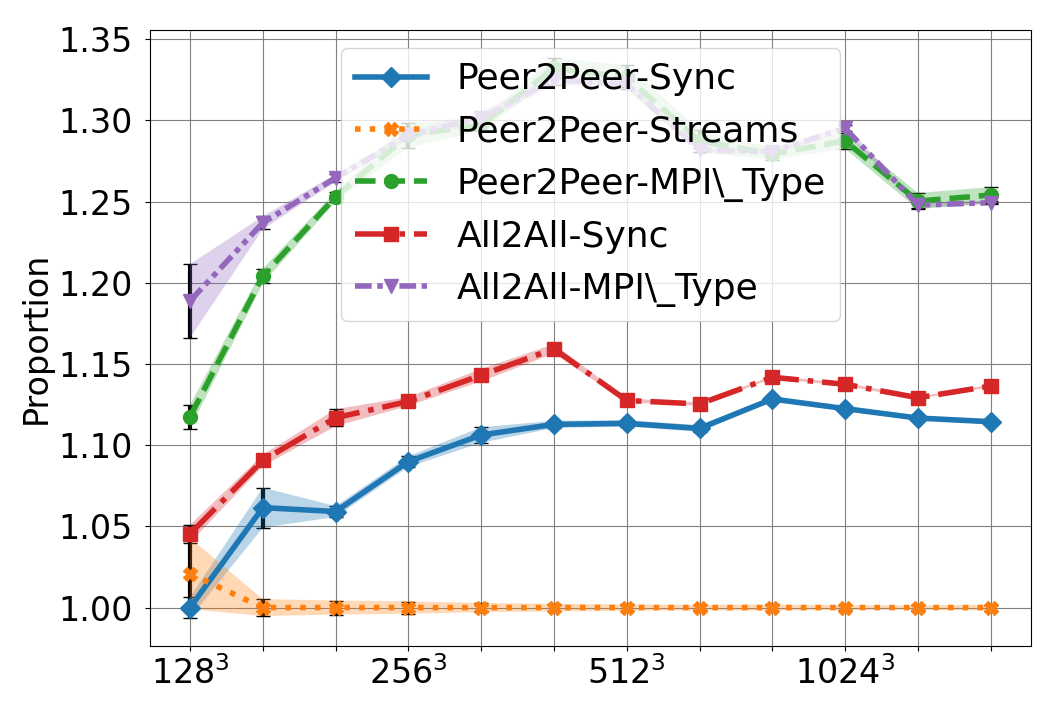 1.35
1.30
1.25
1.20
1.15
1.10
1.05
1.00
Proportion
Peer2Peer-Sync
Peer2Peer-Streams
Peer2Peer-MPI\_Type
All2All-Sync
All2All-MPI\_Type
128³ 256³ 512³ 1024³